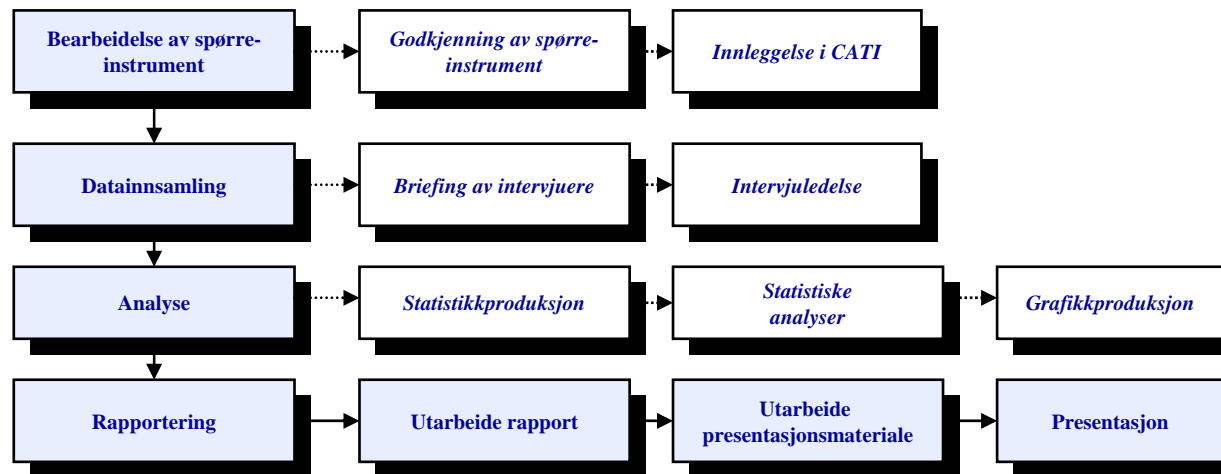 Bearbeidelse av spørre-
instrument
Godkjenning av spørre-
instrument
Innleggelse i CATI
Datainnsamling
Briefing av intervjuere
Intervjuledelse
Analyse
Statistikkproduksjon
Statistiske
analyser
Grafikkproduksjon
Rapportering
Utarbeide rapport
Utarbeide
presentasjonsmateriale
Presentasjon